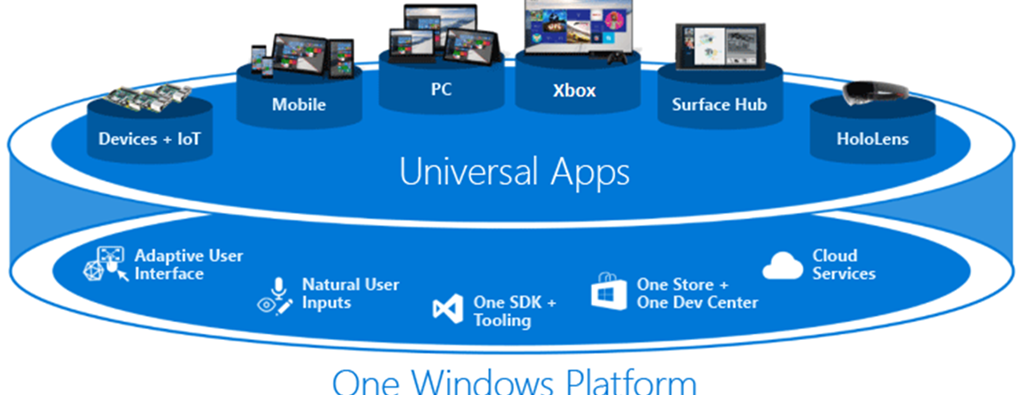 Devices + IoT
Mobile
PC
Xbox
Surface Hub
HoloLens
Universal Apps
Adaptive User
Interface
Natural User
Inputs
One SDK +
Tooling
One Store +
One Dev Center
Cloud
Services
One Windows Platform